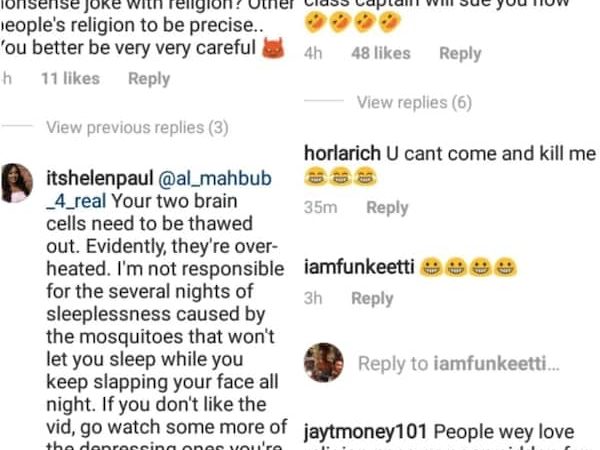 nonsense joke with religion? Other
people's religion to be precise..
You better be very very careful 👹
h 11 likes Reply
View previous replies (3)
itshelenpaul @al_mahbub
_4_real Your two brain
cells need to be thawed
out. Evidently, they're over-
heated. I'm not responsible
for the several nights of
sleeplessness caused by
the mosquitoes that won't
let you sleep while you
keep slapping your face all
night. If you don't like the
vid, go watch some more of
the depressing ones you're
class captain will sue you now
🤣🤣🤣🤣
4h 48 likes Reply
View replies (6)
horlarich U cant come and kill me
😂😂😂
35m Reply
iamfunkeetti 😀😀😀😀
3h Reply
Reply to iamfunkeetti...
jaytmoney101 People wey love